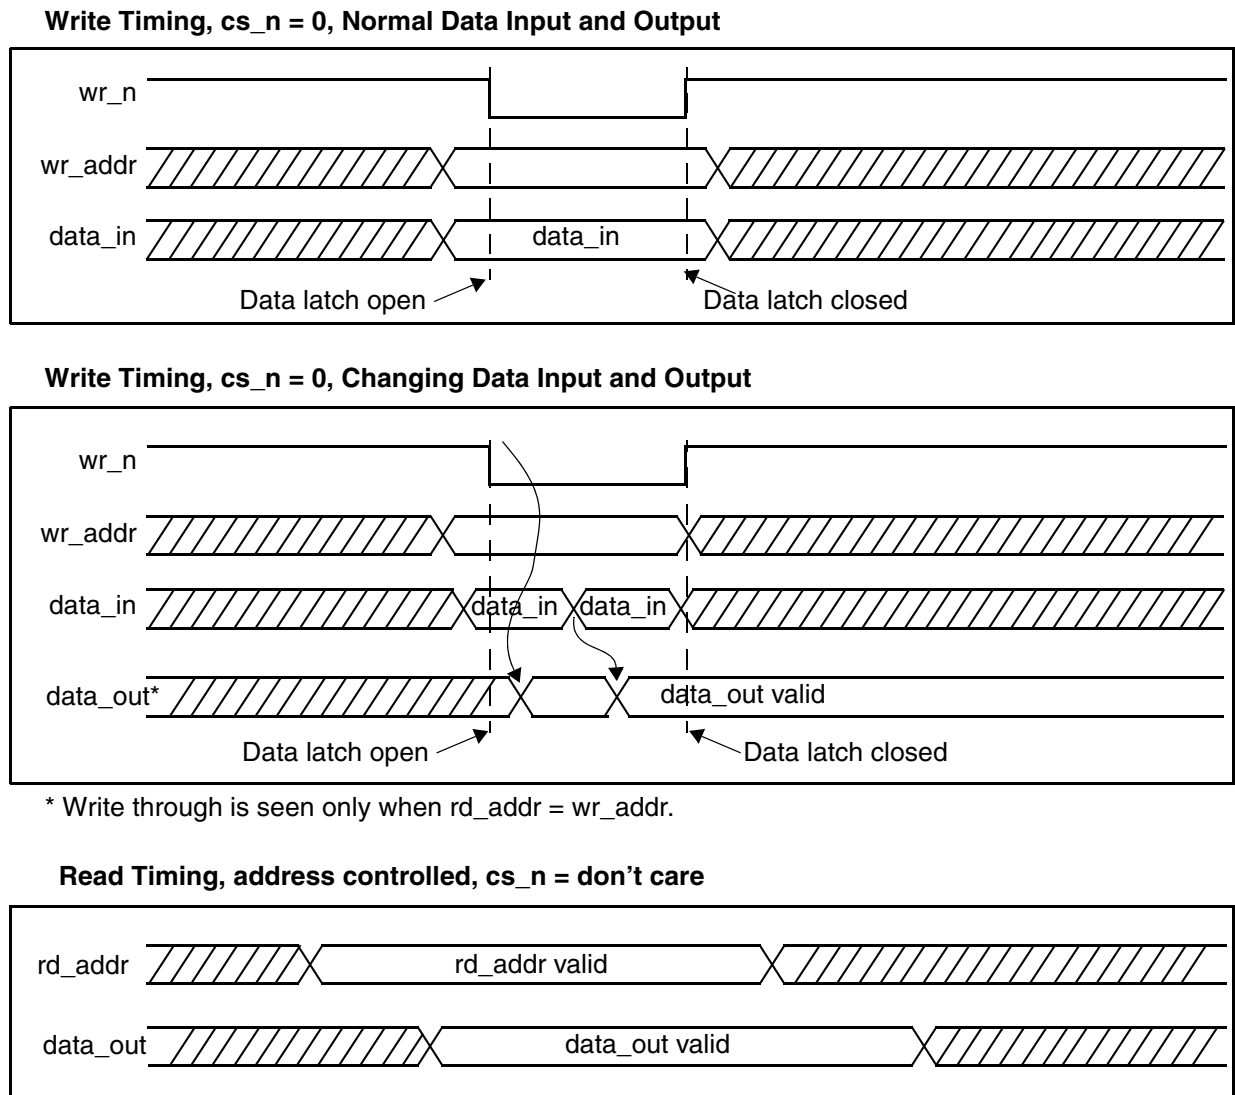 Write Timing, cs_n = 0, Normal Data Input and Output
wr_n
wr_addr
data_in
data_in
Data latch open
Data latch closed
Write Timing, cs_n = 0, Changing Data Input and Output
wr_n
wr_addr
data_in
data_in
data_in
data_out*
data_out valid
Data latch open
Data latch closed
* Write through is seen only when rd_addr = wr_addr.
Read Timing, address controlled, cs_n = don’t care
rd_addr
rd_addr valid
data_out
data_out valid